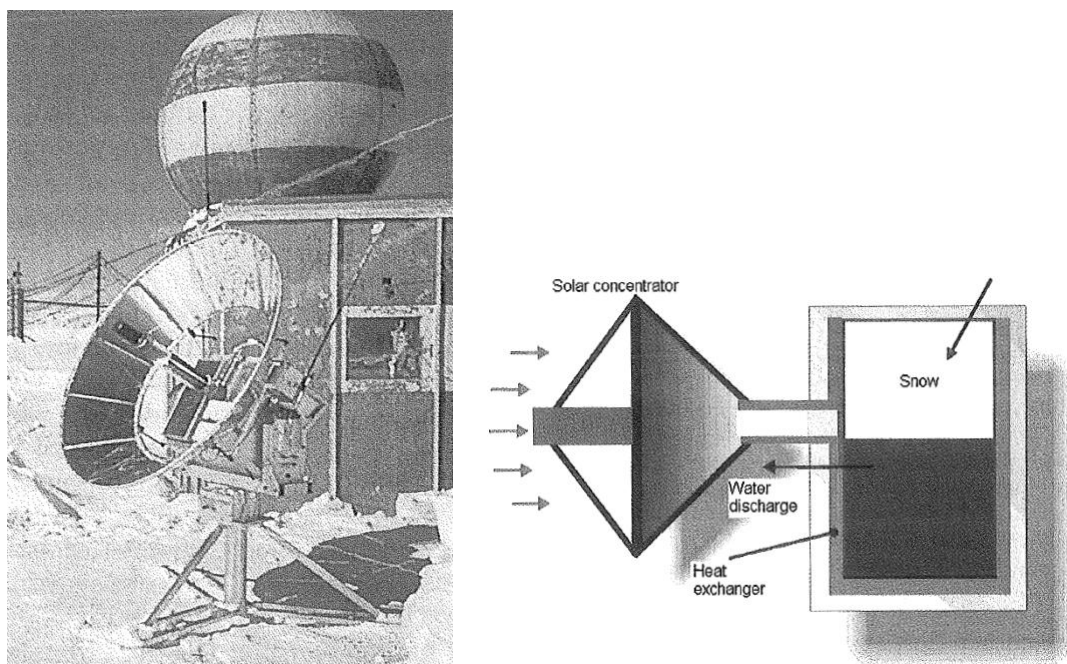 Solar concentrator
Snow
Water
discharge
Heat
exchanger